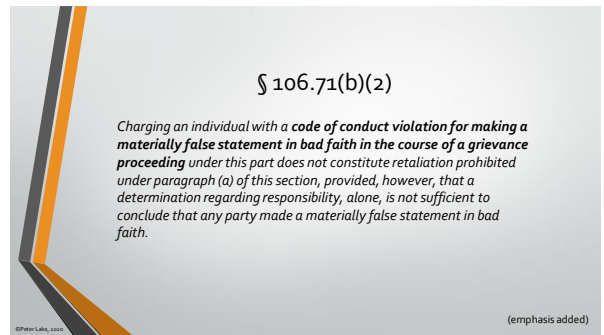 § 106.71(b)(2)
Charging an individual with a code of conduct violation for making a
materially false statement in bad faith in the course of a grievance
proceeding under this part does not constitute retaliation prohibited
under paragraph (a) of this section, provided, however, that a
determination regarding responsibility, alone, is not sufficient to
conclude that any party made a materially false statement in bad
faith.
(emphasis added)
©Peter Lake, 2020